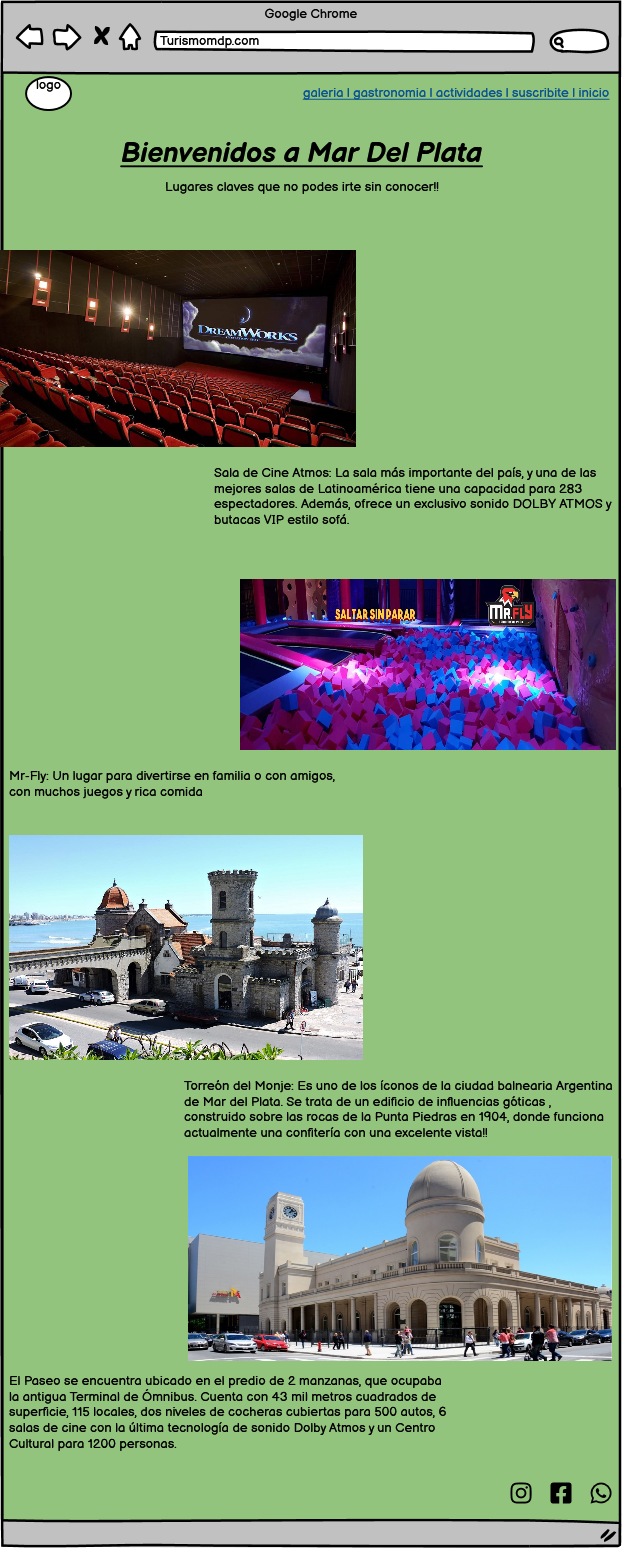 Google Chrome
Turismomdp.com
logo
galeria | gastronomia | actividades | suscribite | inicio
Bienvenidos a Mar Del Plata
Lugares claves que no podes irte sin conocer!!
DREAMWORKS
Sala de Cine Atmos: La sala más importante del país, y una de las
mejores salas de Latinoamérica tiene una capacidad para 283
espectadores. Además, ofrece un exclusivo sonido DOLBY ATMOS y
butacas VIP estilo sofá.
SALTAR SIN PARAR
MR.FLY
Mr-Fly: Un lugar para divertirse en familia o con amigos,
con muchos juegos y rica comida
Torreón del Monje: Es uno de los íconos de la ciudad balnearia Argentina
de Mar del Plata. Se trata de un edificio de influencias góticas ,
construido sobre las rocas de la Punta Piedras en 1904, donde funciona
actualmente una confitería con una excelente vista!!
El Paseo se encuentra ubicado en el predio de 2 manzanas, que ocupaba
la antigua Terminal de Ómnibus. Cuenta con 43 mil metros cuadrados de
superficie, 115 locales, dos niveles de cocheras cubiertas para 500 autos, 6
salas de cine con la última tecnología de sonido Dolby Atmos y un Centro
Cultural para 1200 personas.